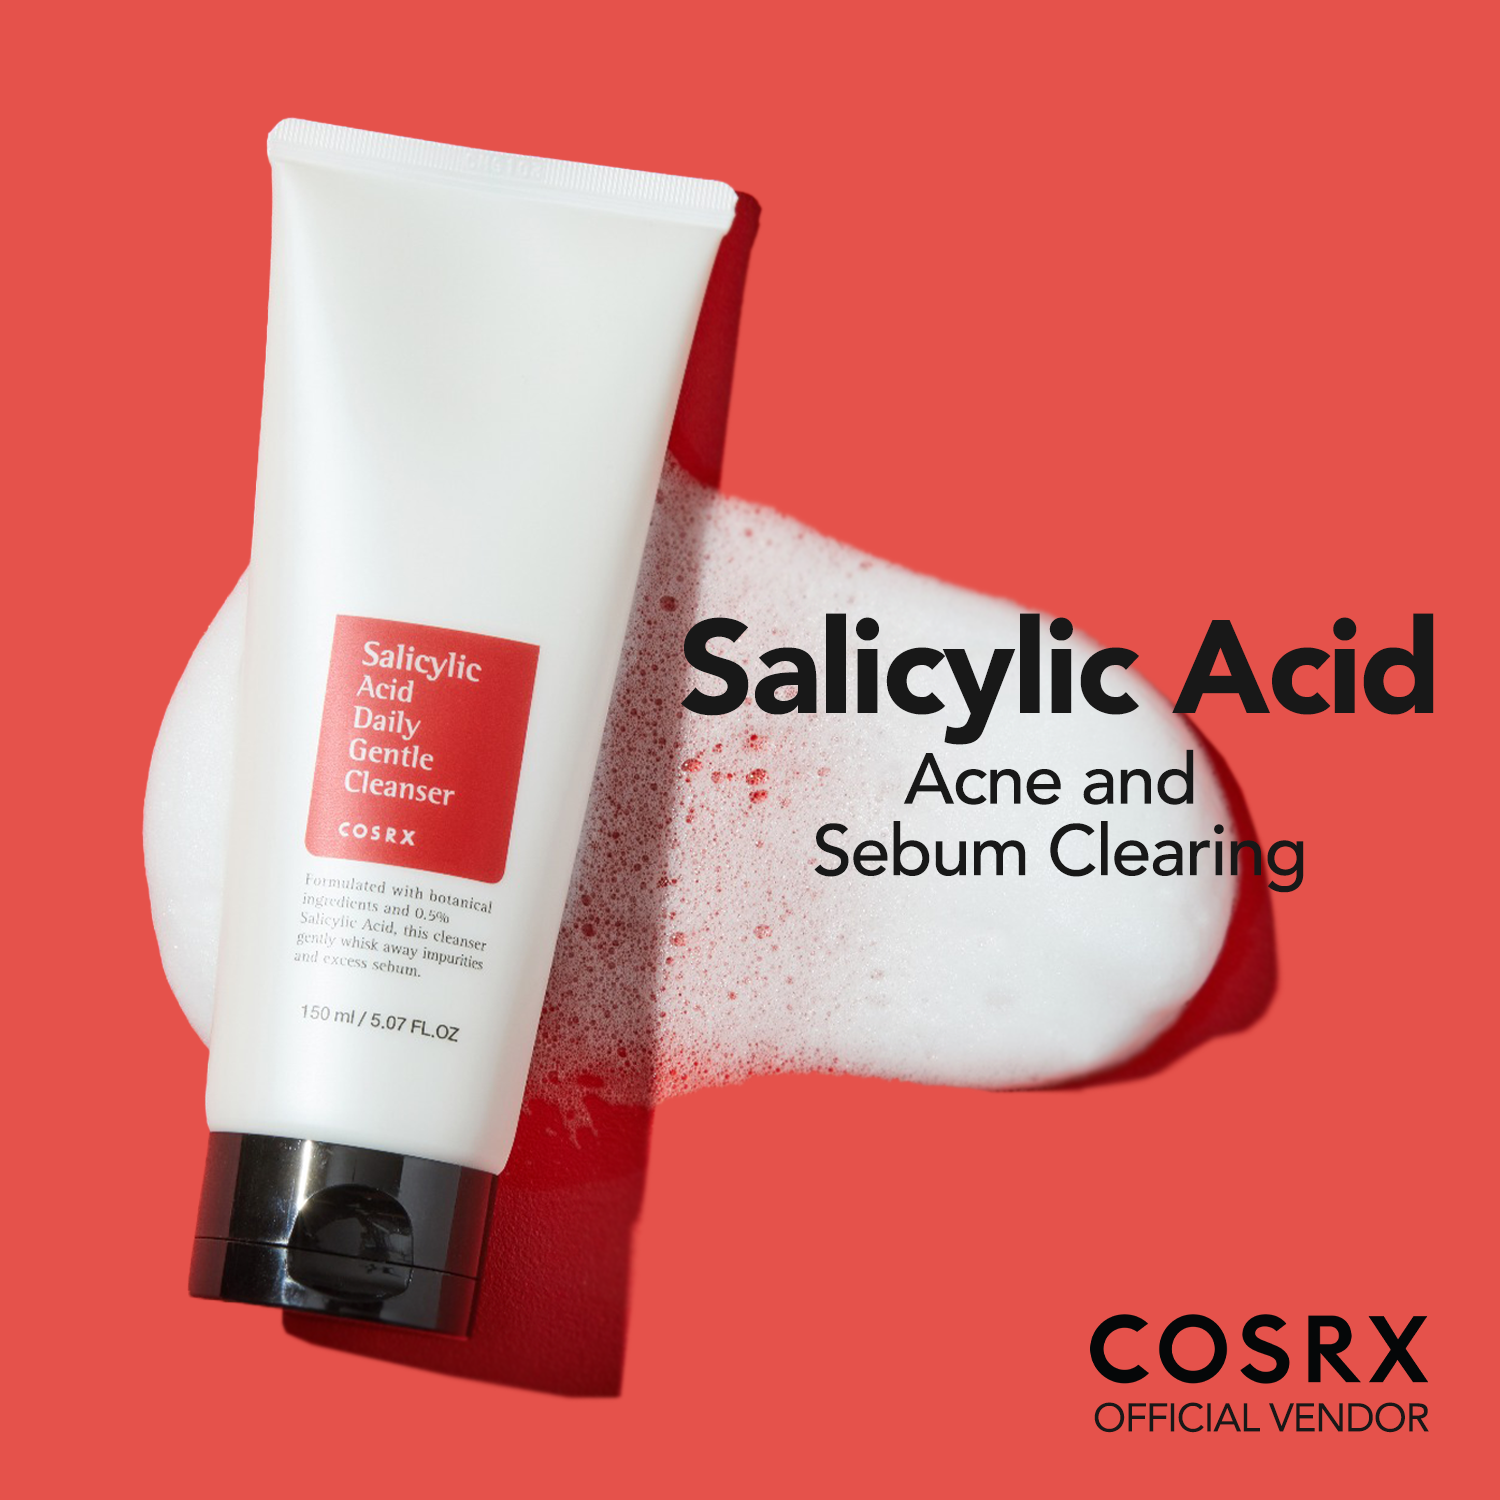 Salicylic
Acid
Daily
Gentle
Cleanser
COSRX
Formulated with botanical
ingredients and 0.5%
Salicylic Acid, this cleanser
gently whisk away impurities
and excess sebum.
150 ml / 5.07 FL.OZ
Salicylic Acid
Acne and
Sebum Clearing
COSRX
OFFICIAL VENDOR